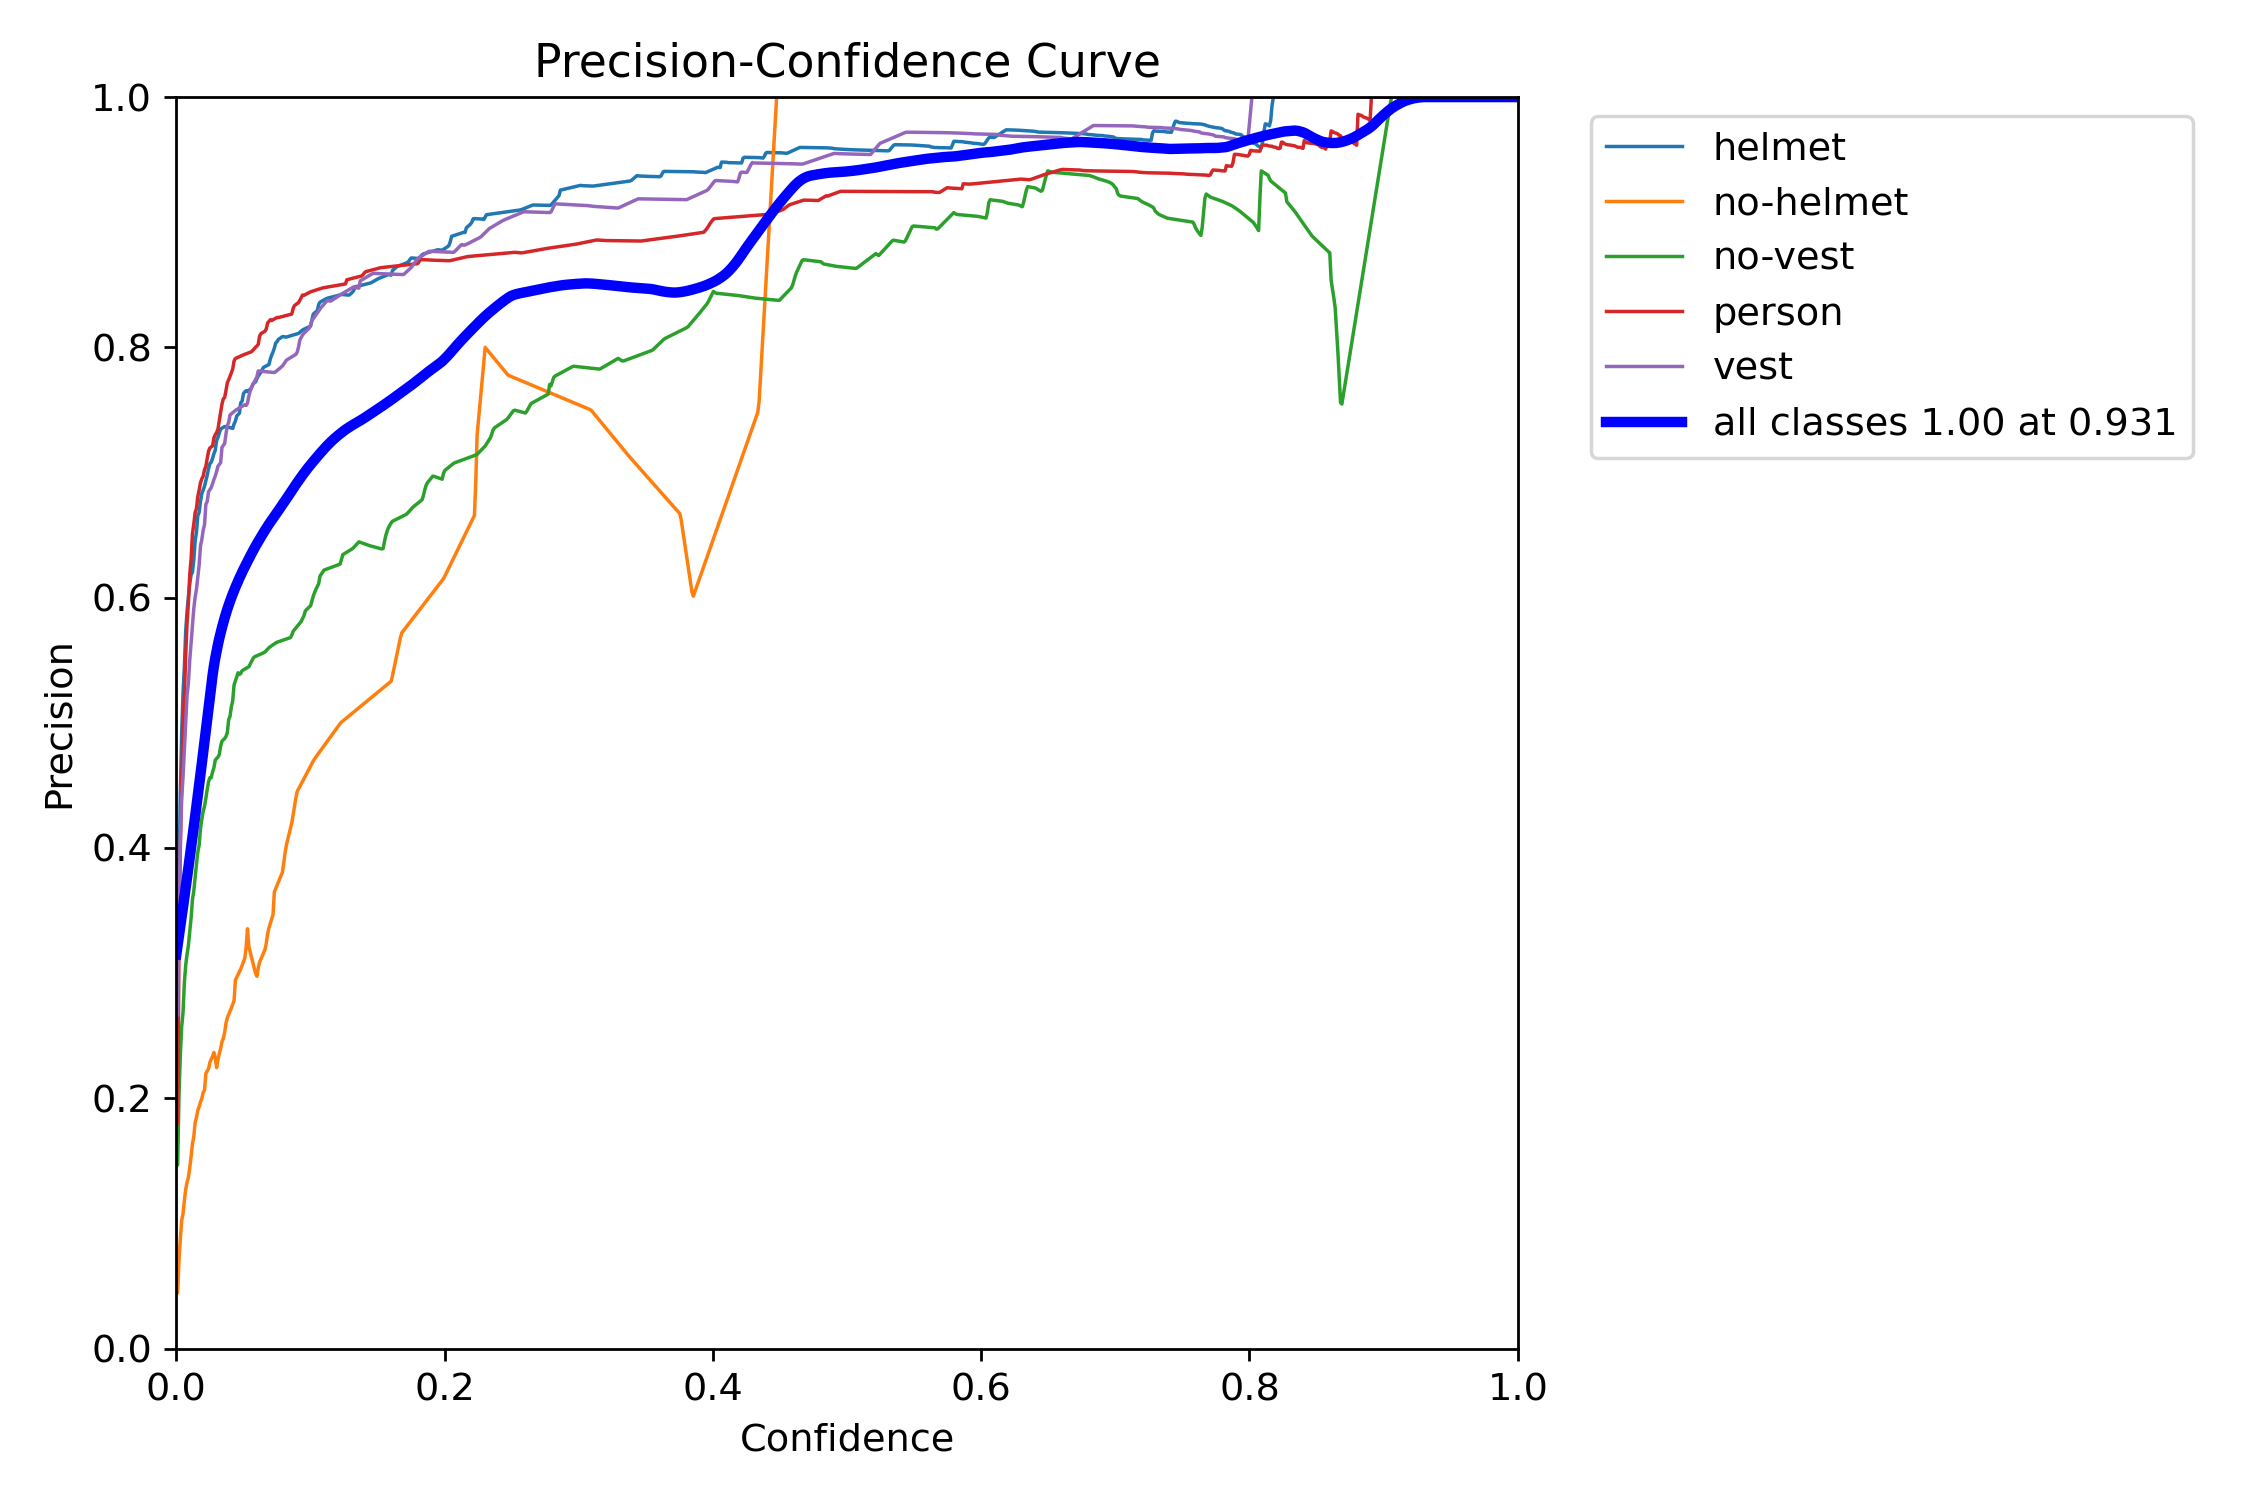 Precision-Confidence Curve
1.0
0.8
0.6
0.4
0.2
0.0
Precision
0.0 0.2 0.4 0.6 0.8 1.0
Confidence
helmet
no-helmet
no-vest
person
vest
all classes 1.00 at 0.931